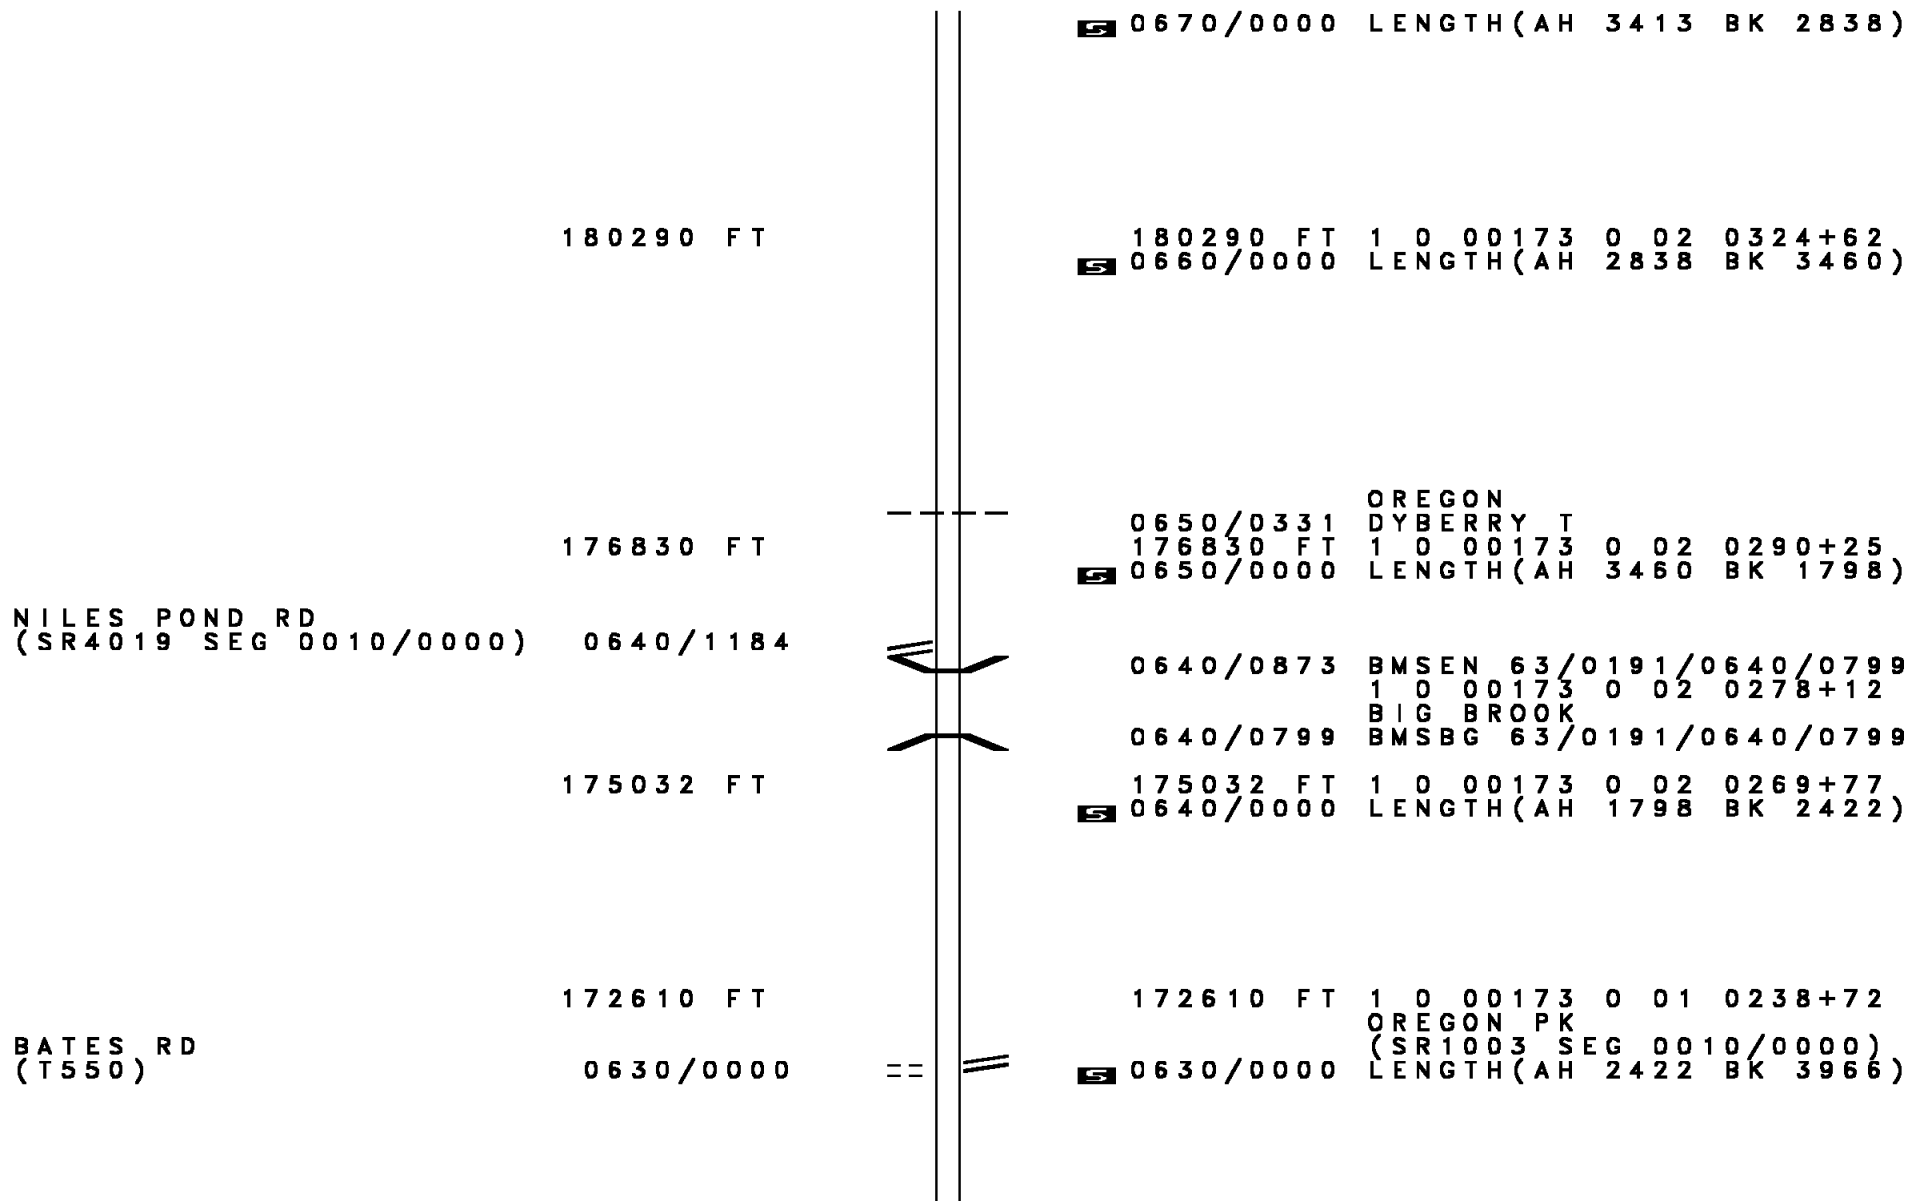 0670/0000 LENGTH(AH 3413 BK 2838)
180290 FT 180290 FT 1 0 00173 0 02 0324+62
0660/0000 LENGTH(AH 2838 BK 3460)
OREGON
0650/0331 DYBERRY T
176830 FT 176830 FT 1 0 00173 0 02 0290+25
0650/0000 LENGTH(AH 3460 BK 1798)
NILES POND RD
(SR4019 SEG 0010/0000) 0640/1184
0640/0873 BMSEN 63/0191/0640/0799
1 0 00173 0 02 0278+12
BIG BROOK
0640/0799 BMSBG 63/0191/0640/0799
175032 FT 175032 FT 1 0 00173 0 02 0269+77
0640/0000 LENGTH(AH 1798 BK 2422)
172610 FT 172610 FT 1 0 00173 0 01 0238+72
OREGON PK
BATES RD (SR1003 SEG 0010/0000)
(T550) 0630/0000 0630/0000 LENGTH(AH 2422 BK 3966)